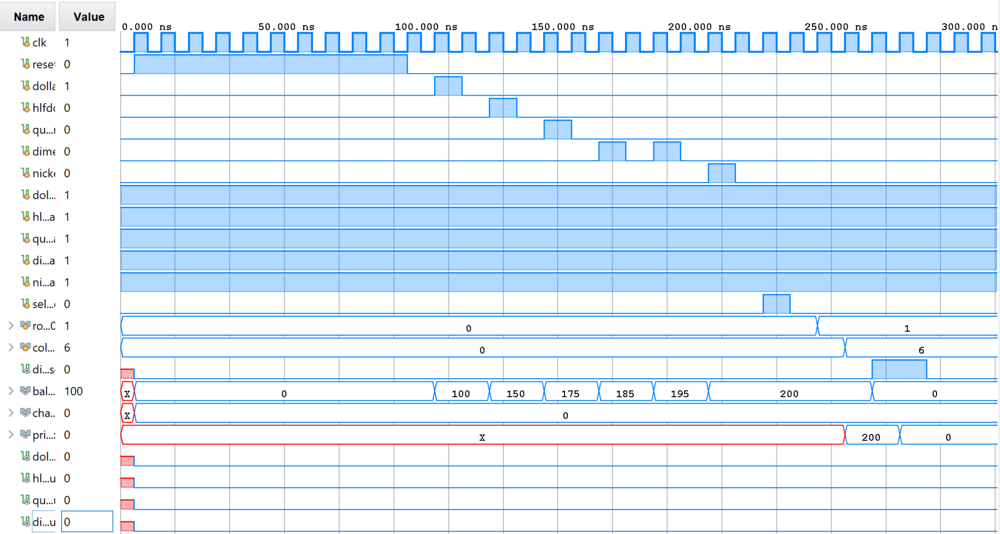 Name Value
0.000 ns 50.000 ns 100.000 ns 150.000 ns 200.000 ns 250.000 ns 300.000 n
clk 1
reset 0
dolla 1
hlfdo 0
qu...r 0
dime 0
nicke 0
dol... 1
hl...a 1
qu...a 1
di...a 1
ni...a 1
sel...e 0
ro...0 1 0 1
col... 6 0 6
di...se 0
bal... 100 X 0 100 150 175 185 195 200 0
cha.. 0 X 0
pri...: 0 X 200 0
dol... 0
hl...u 0
qu...u 0
di...u 0